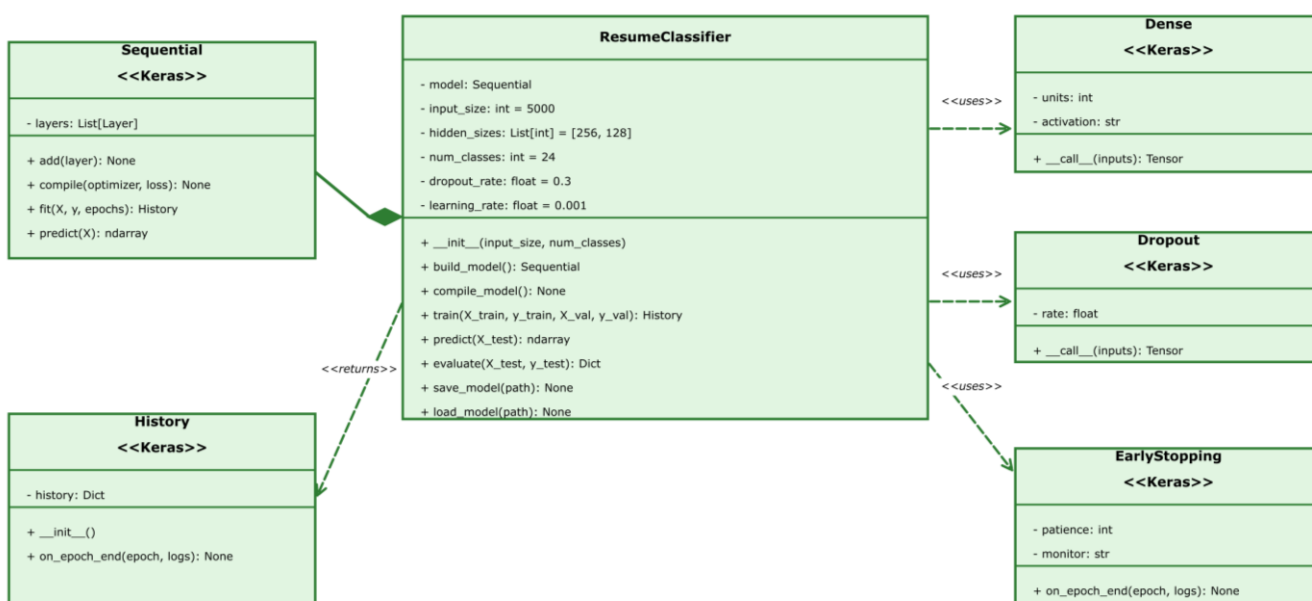 Sequential
<<Keras>>
- layers: List[Layer]
+ add(layer): None
+ compile(optimizer, loss): None
+ fit(X, y, epochs): History
+ predict(X): ndarray
ResumeClassifier
- model: Sequential
- input_size: int = 5000
- hidden_sizes: List[int] = [256, 128]
- num_classes: int = 24
- dropout_rate: float = 0.3
- learning_rate: float = 0.001
+ __init__(input_size, num_classes)
+ build_model(): Sequential
+ compile_model(): None
+ train(X_train, y_train, X_val, y_val): History
+ predict(X_test): ndarray
+ evaluate(X_test, y_test): Dict
+ save_model(path): None
+ load_model(path): None
<<uses>>
Dense
<<Keras>>
- units: int
- activation: str
+ __call__(inputs): Tensor
<<uses>>
Dropout
<<Keras>>
- rate: float
+ __call__(inputs): Tensor
<<returns>>
<<uses>>
History
<<Keras>>
- history: Dict
+ __init__()
+ on_epoch_end(epoch, logs): None
EarlyStopping
<<Keras>>
- patience: int
- monitor: str
+ on_epoch_end(epoch, logs): None